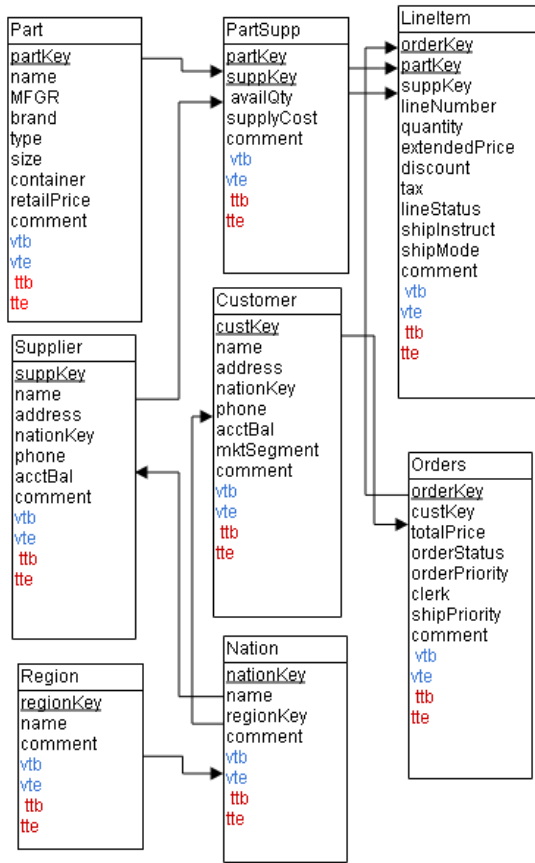 Part
partKey
name
MFGR
brand
type
size
container
retailPrice
comment
vtb
vte
ttb
tte
PartSupp
partKey
suppKey
availQty
supplyCost
comment
vtb
vte
ttb
tte
LineItem
orderKey
partKey
suppKey
lineNumber
quantity
extendedPrice
discount
tax
lineStatus
shipInstruct
shipMode
comment
vtb
vte
ttb
tte
Supplier
suppKey
name
address
nationKey
phone
acctBal
comment
vtb
vte
ttb
tte
Customer
custKey
name
address
nationKey
phone
acctBal
mktSegment
comment
vtb
vte
ttb
tte
Orders
orderKey
custKey
totalPrice
orderStatus
orderPriority
clerk
shipPriority
comment
vtb
vte
ttb
tte
Region
regionKey
name
comment
vtb
vte
ttb
tte
Nation
nationKey
name
regionKey
comment
vtb
vte
ttb
tte